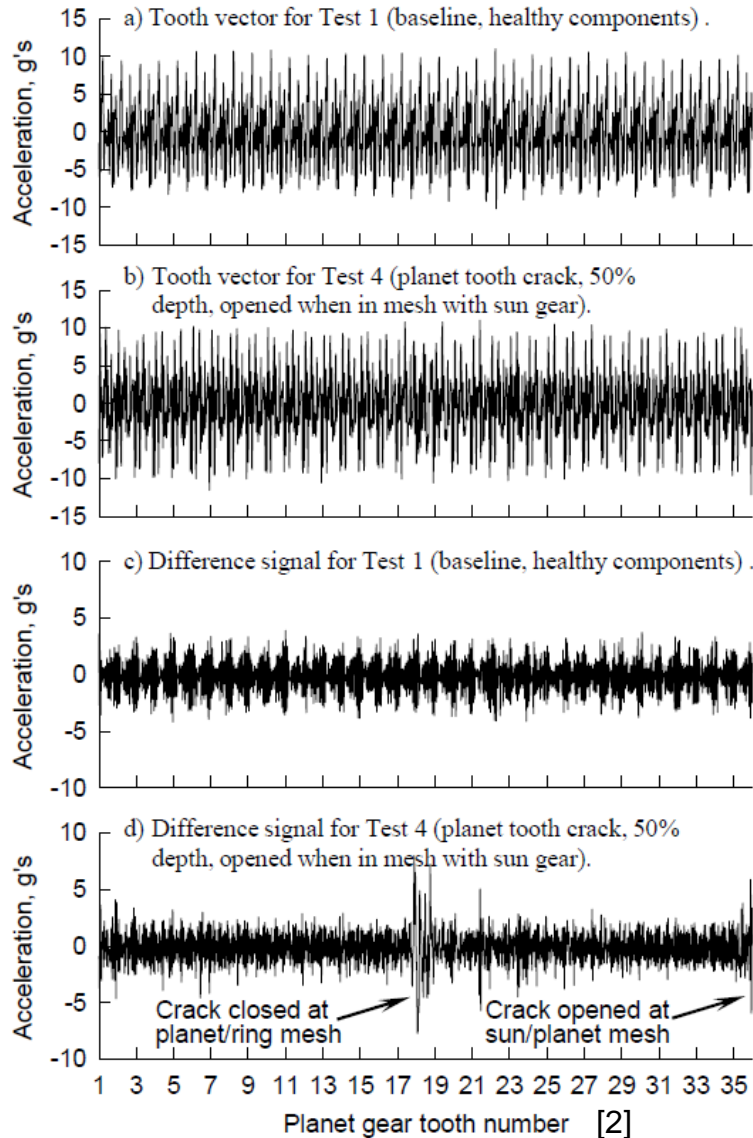 a) Tooth vector for Test 1 (baseline, healthy components) .
15
10
5
0
-5
-10
-15
Acceleration, g's
b) Tooth vector for Test 4 (planet tooth crack, 50%
depth, opened when in mesh with sun gear).
15
10
5
0
-5
-10
-15
Acceleration, g's
c) Difference signal for Test 1 (baseline, healthy components) .
10
5
0
-5
-10
Acceleration, g's
d) Difference signal for Test 4 (planet tooth crack, 50%
depth, opened when in mesh with sun gear).
10
5
0
-5
-10
Acceleration, g's
Crack closed at
planet/ring mesh
Crack opened at
sun/planet mesh
1 3 5 7 9 11 13 15 17 19 21 23 25 27 29 31 33 35
Planet gear tooth number [2]